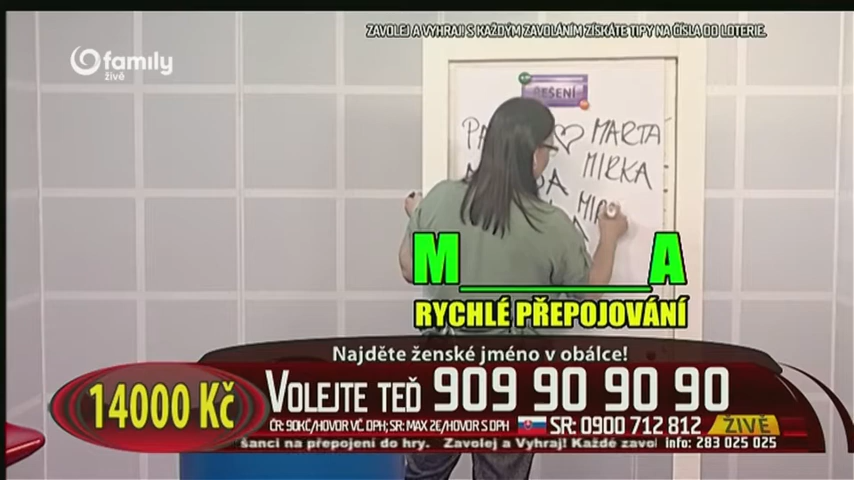 ZAVOLEJ A VYHRAJ S KAŽDÝM ZAVOLÁNÍM ZÍSKÁTE TIPY NA ČÍSLA DO LOTERIE.
family
živě
ŘEŠENÍ
MARTA
MIRKA
M A
RYCHLÉ PŘEPOJOVÁNÍ
Najděte ženské jméno v obálce!
14000 Kč
VOLEJTE TEĎ 909 90 90 90
ČR: 90KČ/HOVOR VČ. DPH; SR: MAX 2E/HOVOR S DPH SR: 0900 712 812 ŽIVĚ
šanci na přepojení do hry. Zavolej a Vyhraj! Každé zavol info: 283 025 025